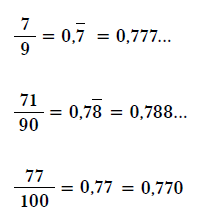 7/9 = 0,7̅ = 0,777...
71/90 = 0,78̅ = 0,788...
77/100 = 0,77 = 0,770